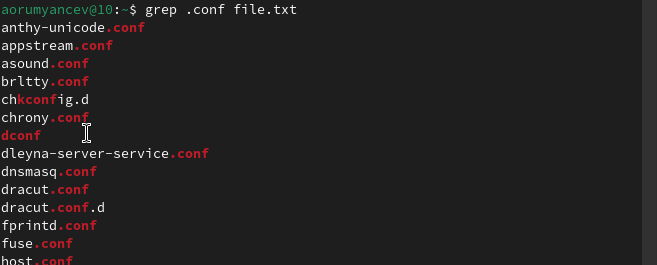 aorumyancev@10:~$ grep .conf file.txt
anthy-unicode.conf
appstream.conf
asound.conf
brltty.conf
chkconfig.d
chrony.conf
dconf
dleyna-server-service.conf
dnsmasq.conf
dracut.conf
dracut.conf.d
fprintd.conf
fuse.conf
host.conf